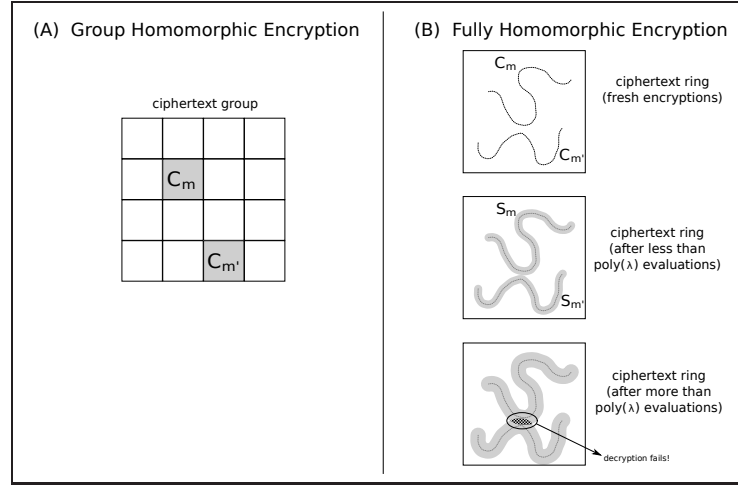 (A) Group Homomorphic Encryption
ciphertext group
Cm
Cm'
(B) Fully Homomorphic Encryption
Cm
Cm'
ciphertext ring
(fresh encryptions)
Sm
Sm'
ciphertext ring
(after less than
poly(λ) evaluations)
ciphertext ring
(after more than
poly(λ) evaluations)
decryption fails!